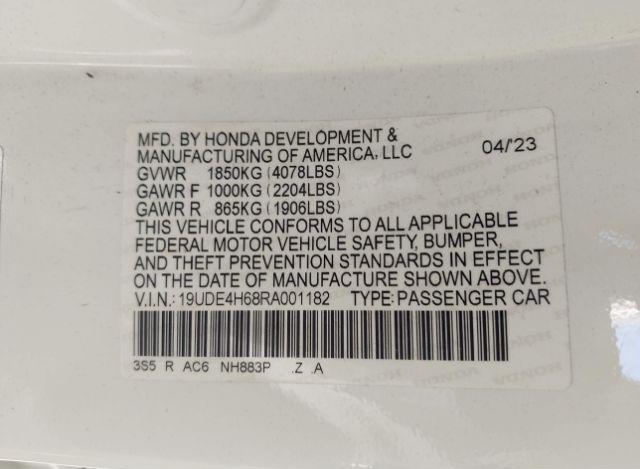 MFD. BY HONDA DEVELOPMENT &
MANUFACTURING OF AMERICA, LLC 04/'23
GVWR 1850KG (4078LBS)
GAWR F 1000KG (2204LBS)
GAWR R 865KG (1906LBS)
THIS VEHICLE CONFORMS TO ALL APPLICABLE
FEDERAL MOTOR VEHICLE SAFETY, BUMPER,
AND THEFT PREVENTION STANDARDS IN EFFECT
ON THE DATE OF MANUFACTURE SHOWN ABOVE.
V.I.N.: 19UDE4H68RA001182 TYPE: PASSENGER CAR
3S5 R AC6 NH883P .Z .A